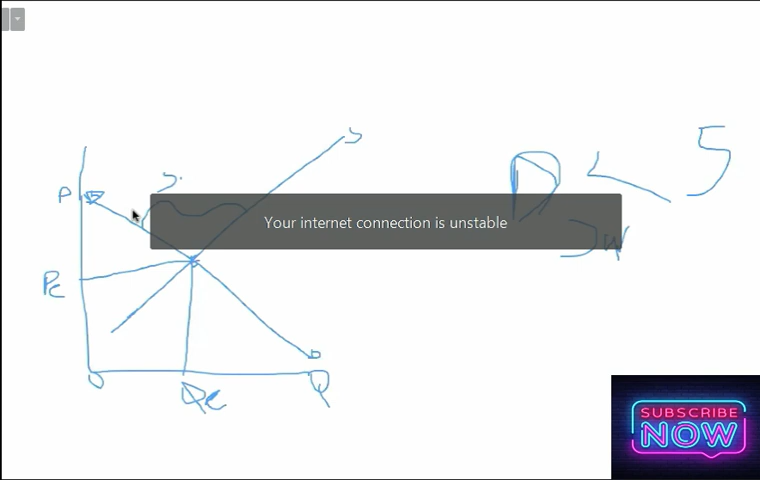 S
D < S
P
Your internet connection is unstable
Pe
D
O
Qe
Q
SUBSCRIBE
NOW